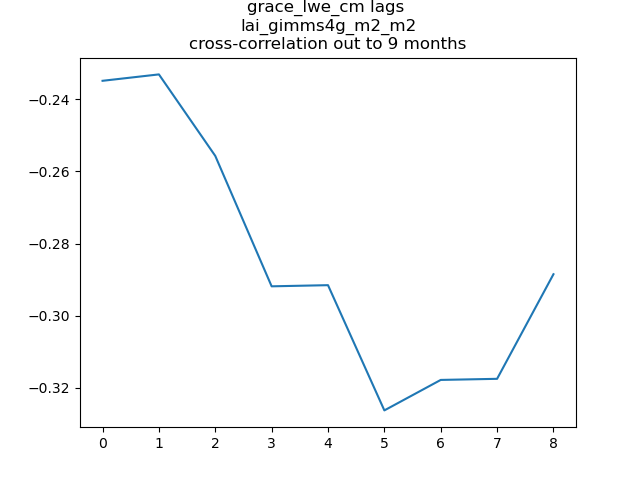 grace_lwe_cm lags
lai_gimms4g_m2_m2
cross-correlation out to 9 months
−0.24
−0.26
−0.28
−0.30
−0.32
0 1 2 3 4 5 6 7 8